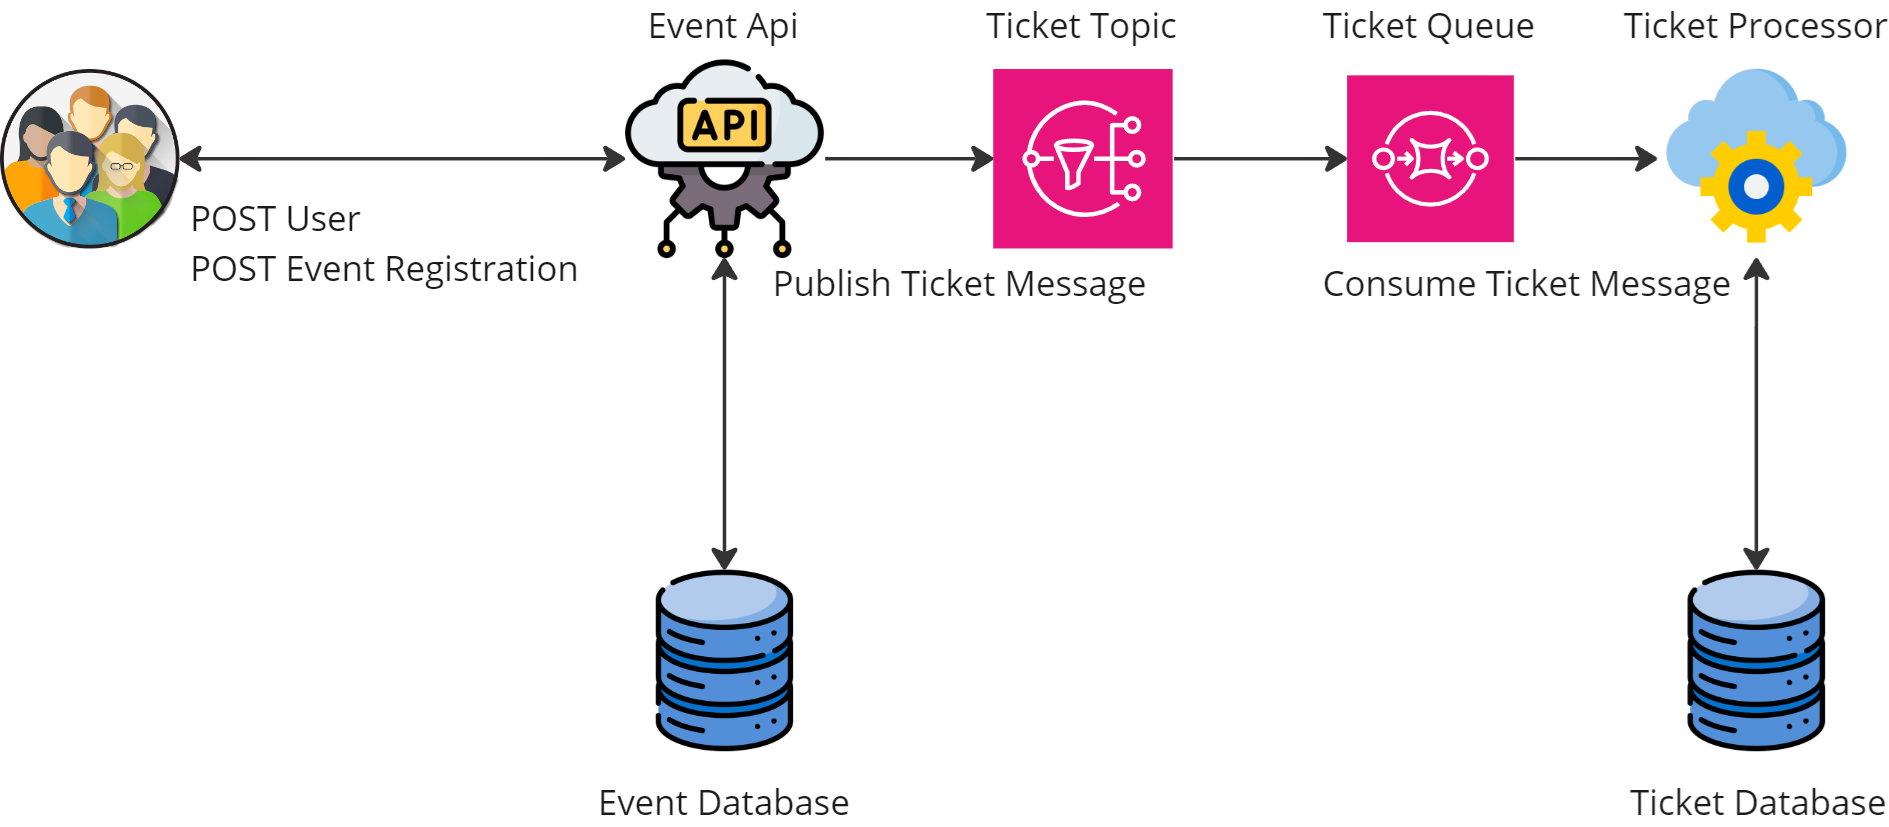 Event Api
Ticket Topic
Ticket Queue
Ticket Processor
API
POST User
POST Event Registration
Publish Ticket Message
Consume Ticket Message
Event Database
Ticket Database